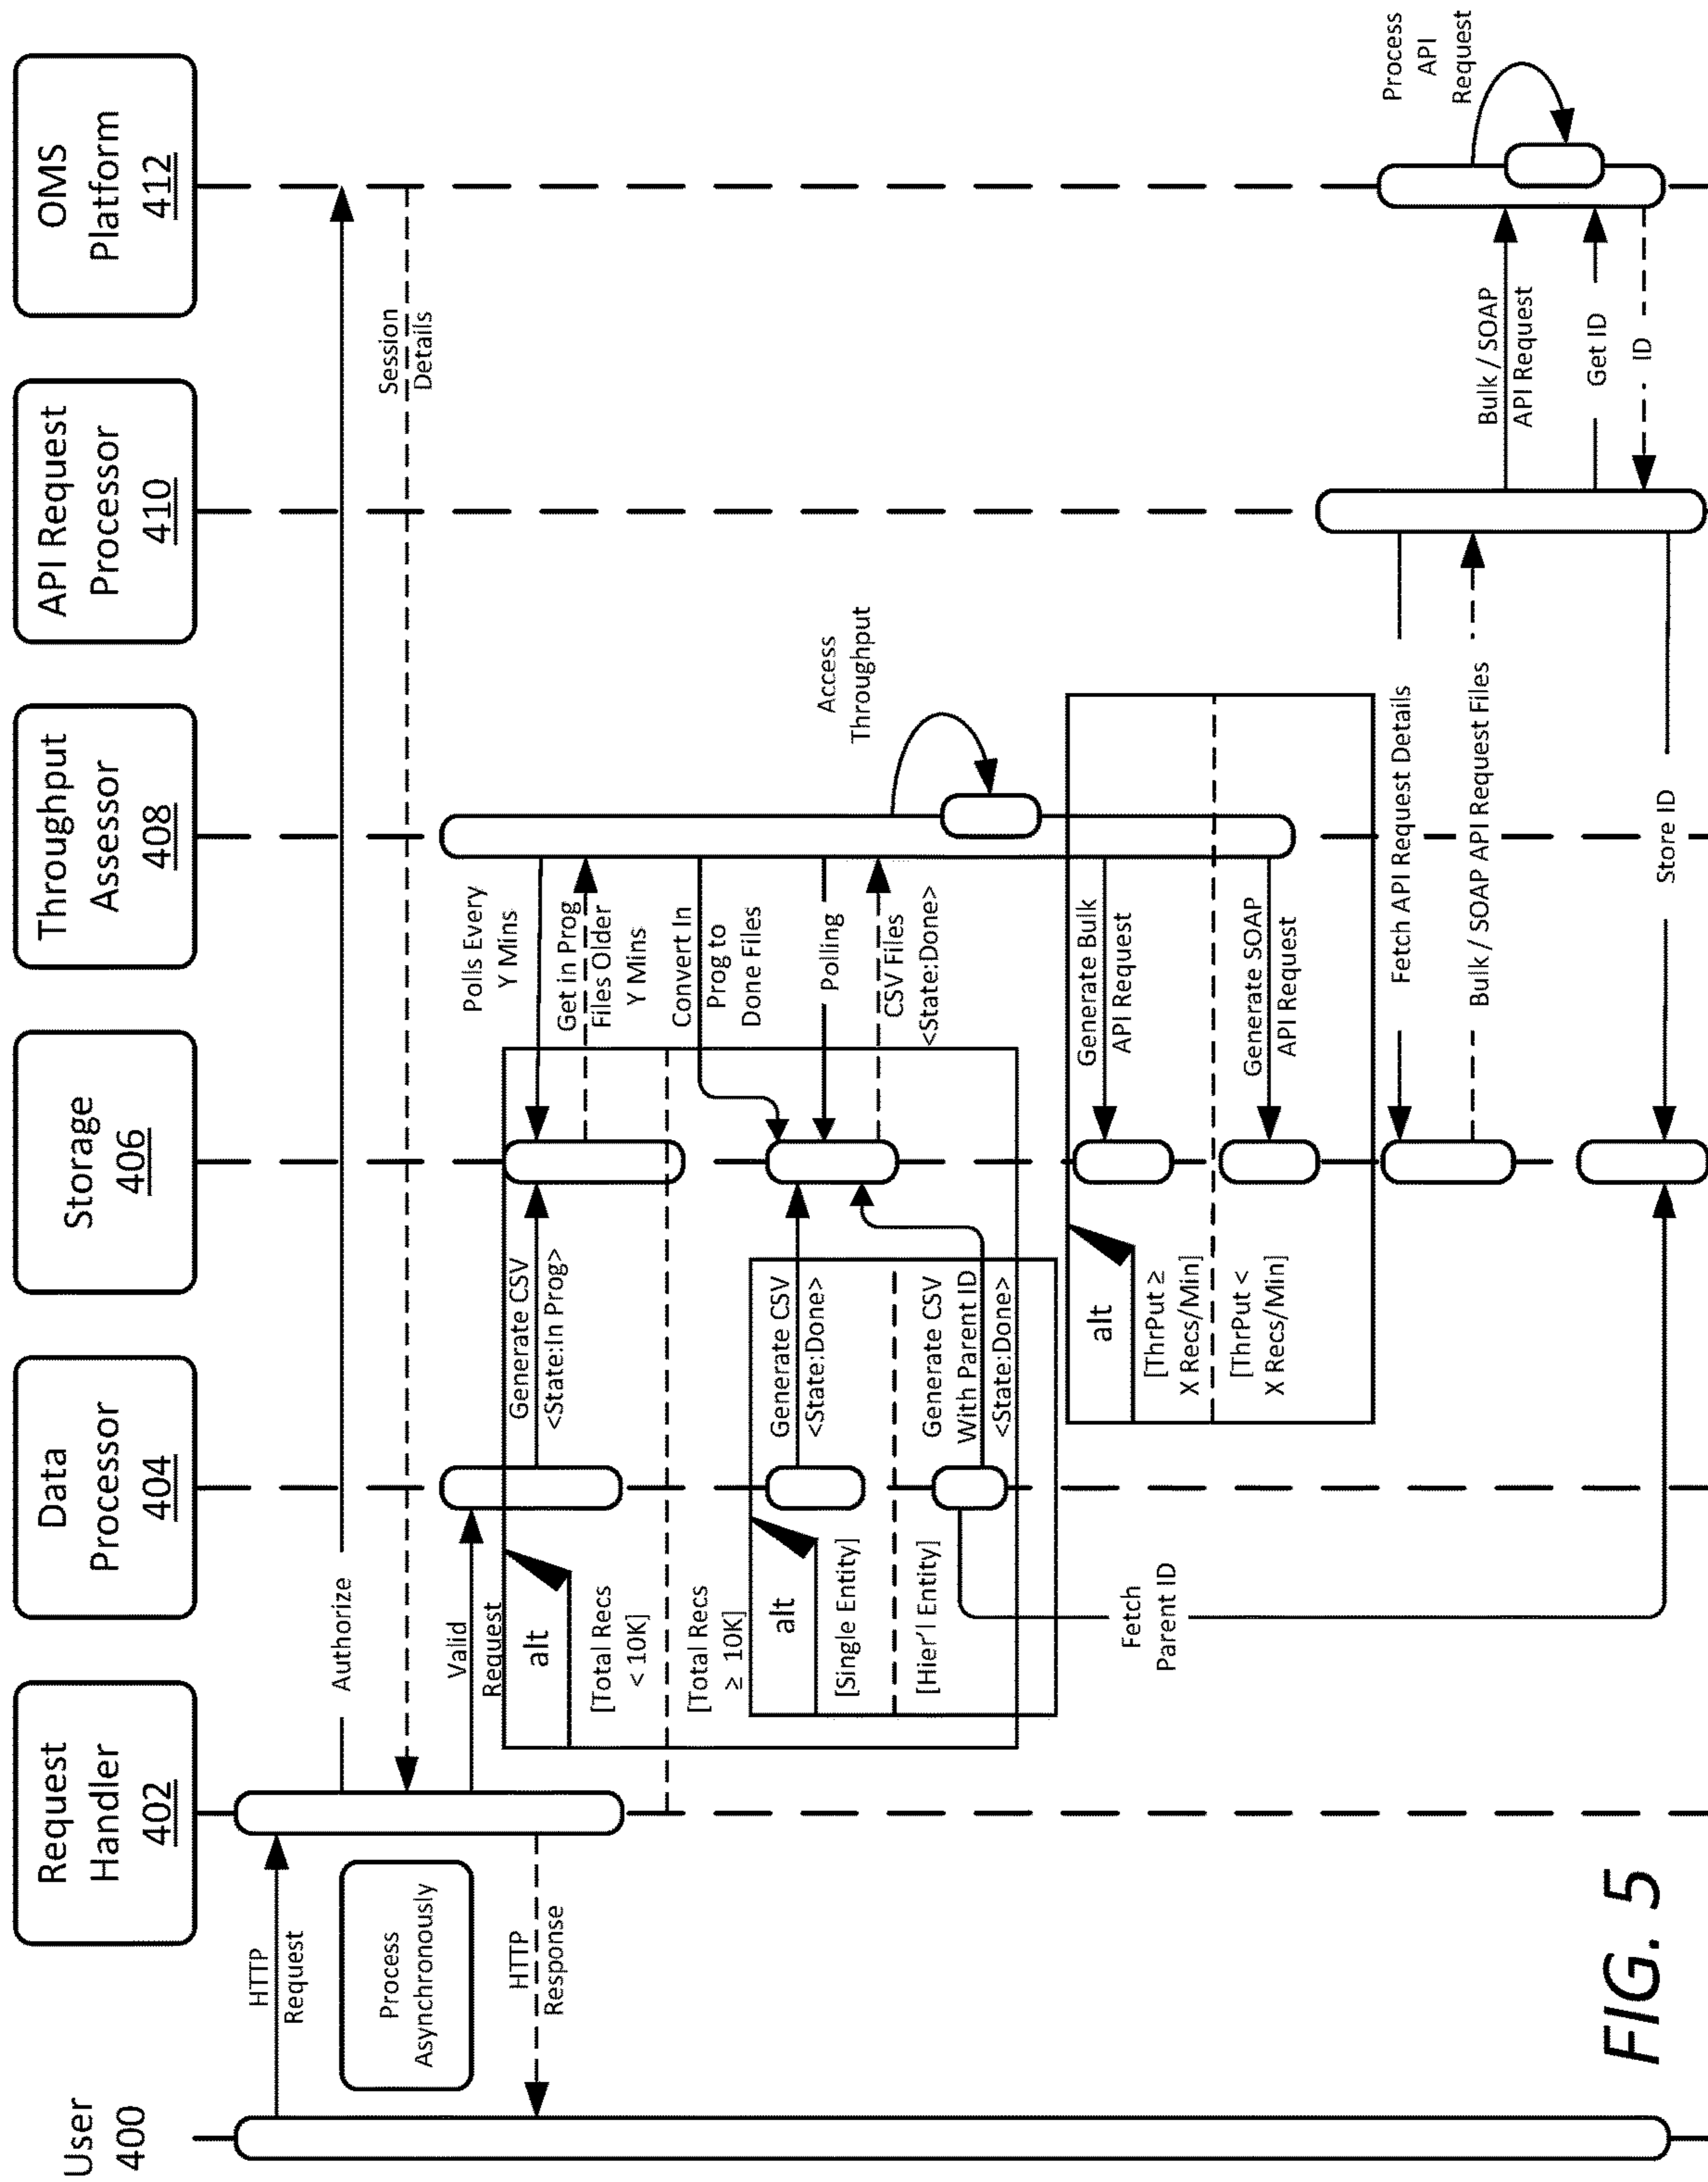 User
400
Request
Handler
402
Data
Processor
404
Storage
406
Throughput
Assessor
408
API Request
Processor
410
OMS
Platform
412
HTTP
Request
Process
Asynchronously
Authorize
Session
Details
Valid
Request
HTTP
Response
alt
[Total Recs
< 10K]
Generate CSV
<State:In Prog>
Polls Every
Y Mins
Get in Prog
Files Older
Y Mins
[Total Recs
≥ 10K]
Convert In
Prog to
Done Files
alt
[Single Entity]
Generate CSV
<State:Done>
Polling
CSV Files
<State:Done>
Access
Throughput
[Hier'l Entity]
Generate CSV
With Parent ID
<State:Done>
Fetch
Parent ID
alt
[ThrPut ≥
X Recs/Min]
Generate Bulk
API Request
[ThrPut <
X Recs/Min]
Generate SOAP
API Request
Fetch API Request Details
Bulk / SOAP API Request Files
Process
API
Request
Bulk / SOAP
API Request
Get ID
ID
Store ID
FIG. 5